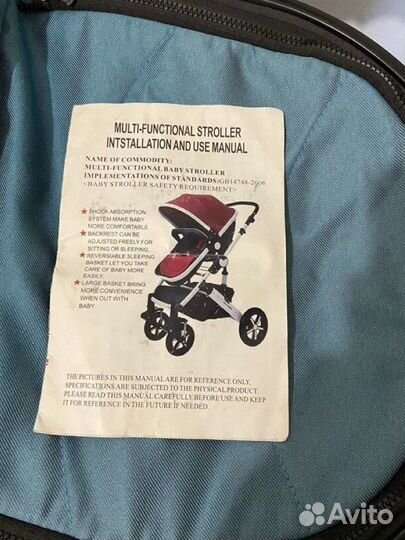 MULTI-FUNCTIONAL STROLLER
INTSTALLATION AND USE MANUAL
NAME OF COMMODITY:
MULTI-FUNCTIONAL BABY STROLLER
IMPLEMENTATIONS OF STANDARDS:GB14748-2006
<BABY STROLLER SAFETY REQUIREMENT>
★SHOCK ABSORPTION
SYSTEM MAKE BABY
MORE COMFORTABLE.
★BACKREST CAN BE
ADJUSTED FREELY FOR
SITTING OR SLEEPING.
★REVERSIABLE SLEEPING
BASKET LET YOU TAKE
CARE OF BABY MORE
EASILY.
★LARGE BASKET BRING
MORE CONVENIENCE
WHEN OUT WITH
BABY.
THE PICTURES IN THIS MANUAL ARE FOR REFERENCE ONLY,
SPECIFICATIONS ARE SUBJECTED TO THE PHYSICAL PRODUCT.
PLEASE READ THIS MANUAL CAREFULLY BEFORE USE AND KEEP
IT FOR REFERENCE IN THE FUTURE IF NEEDED.
Avito